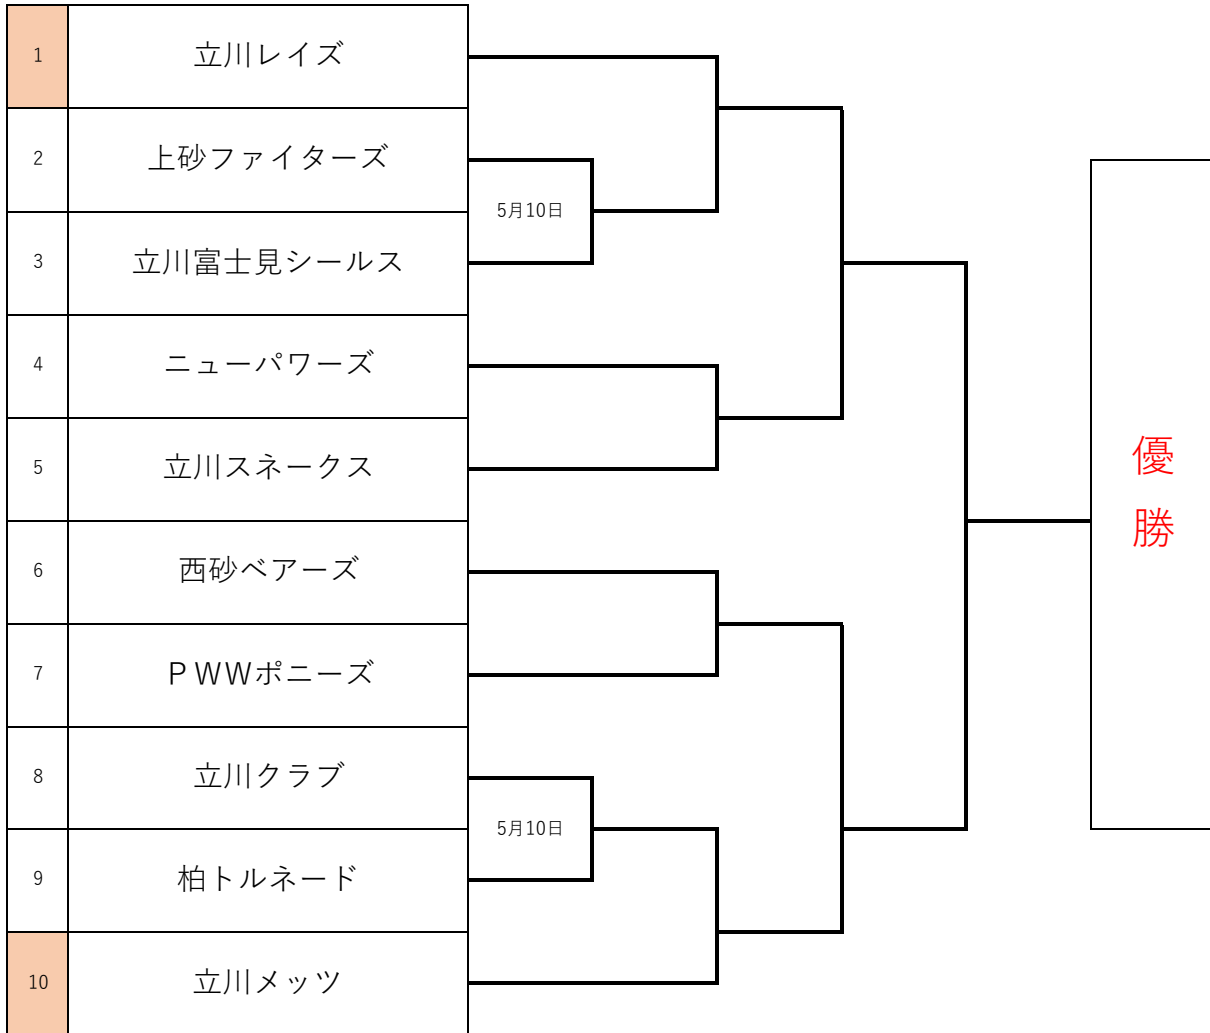 1 立川レイズ
2 上砂ファイターズ
5月10日
3 立川富士見シールス
4 ニューパワーズ
5 立川スネークス
6 西砂ベアーズ
7 ＰＷＷポニーズ
8 立川クラブ
5月10日
9 柏トルネード
10 立川メッツ
優
勝